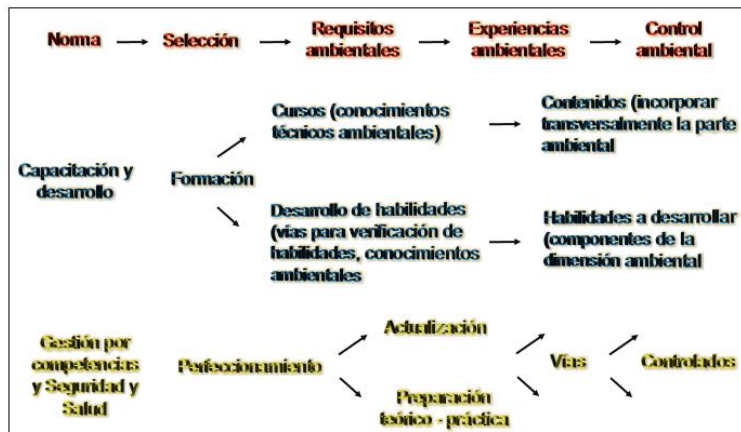 Norma
Selección
Requisitos
ambientales
Experiencias
ambientales
Control
ambiental
Capacitación y
desarrollo
Formación
Cursos (conocimientos
técnicos ambientales)
Contenidos (incorporar
transversalmente la parte
ambiental
Desarrollo de habilidades
(vías para verificación de
habilidades, conocimientos
ambientales
Habilidades a desarrollar
(componentes de la
dimensión ambiental
Gestión por
competencias
y Seguridad y
Salud
Perfeccionamiento
Actualización
Preparación
teórico - práctica
Vías
Controlados